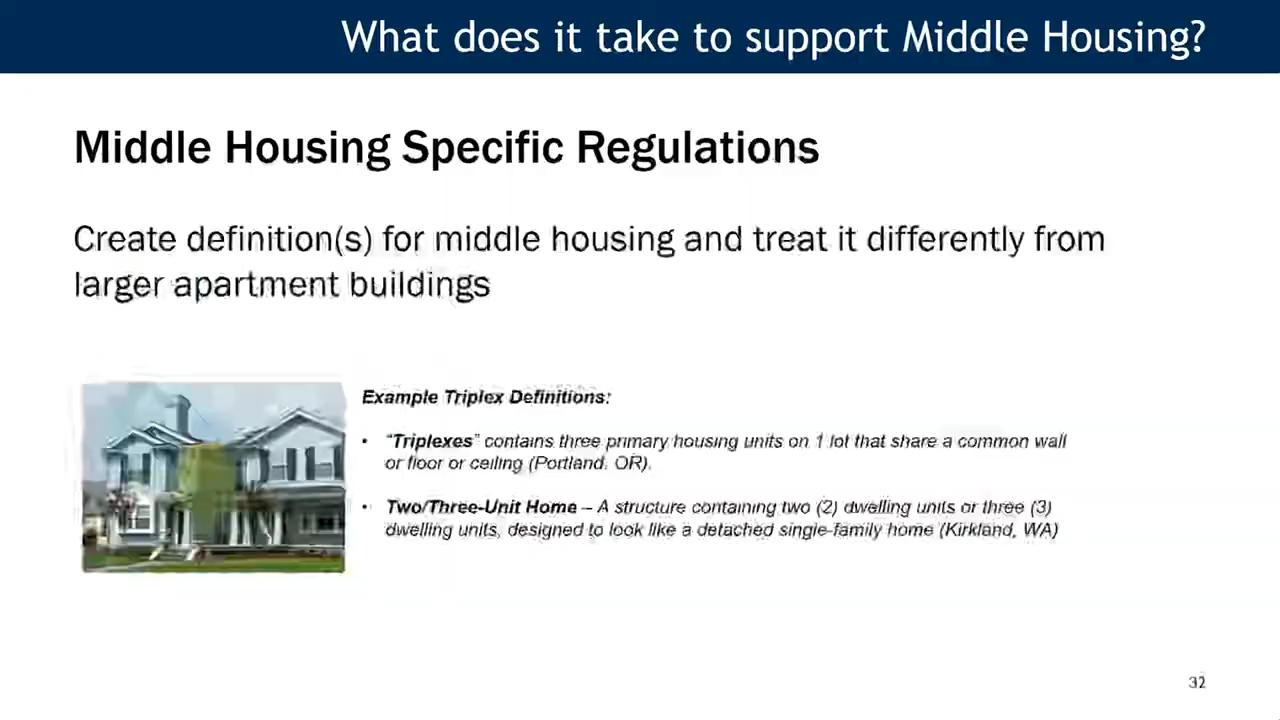 What does it take to support Middle Housing?
Middle Housing Specific Regulations
Create definition(s) for middle housing and treat it differently from
larger apartment buildings
Example Triplex Definitions:
• “Triplexes” contains three primary housing units on 1 lot that share a common wall
or floor or ceiling (Portland, OR).
• Two/Three-Unit Home – A structure containing two (2) dwelling units or three (3)
dwelling units, designed to look like a detached single-family home (Kirkland, WA)
32